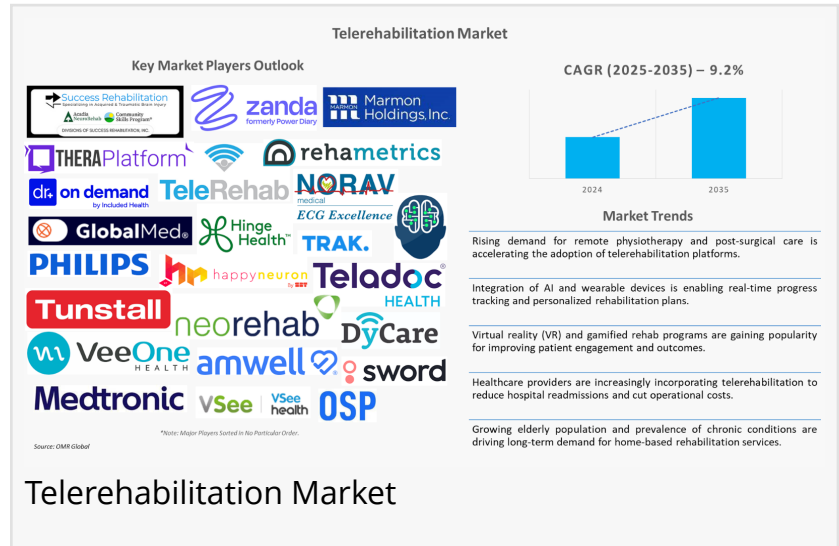 Telerehabilitation Market
Key Market Players Outlook
Success Rehabilitation
Specializing in Acquired & Traumatic Brain Injury
Acadia NeuroRehab
Community Skills Program®
DIVISIONS OF SUCCESS REHABILITATION, INC.
zanda
formerly Power Diary
MARMON
Marmon
Holdings, Inc.
THERAPlatform
rehametrics
dr+ on demand
by Included Health
TeleRehab
NORAV
medical
ECG Excellence
GlobalMed®
Hinge
Health™
TRAK.
PHILIPS
hn happyneuron
by SBT
Teladoc
HEALTH
Tunstall
neorehab
DyCare
VeeOne
HEALTH
amwell
sword
Medtronic
vsee
VSee
health
OSP
*Note: Major Players Sorted in No Particular Order.
Source: OMR Global
CAGR (2025-2035) – 9.2%
2024
2035
Market Trends
Rising demand for remote physiotherapy and post-surgical care is
accelerating the adoption of telerehabilitation platforms.
Integration of AI and wearable devices is enabling real-time progress
tracking and personalized rehabilitation plans.
Virtual reality (VR) and gamified rehab programs are gaining popularity
for improving patient engagement and outcomes.
Healthcare providers are increasingly incorporating telerehabilitation to
reduce hospital readmissions and cut operational costs.
Growing elderly population and prevalence of chronic conditions are
driving long-term demand for home-based rehabilitation services.
Telerehabilitation Market